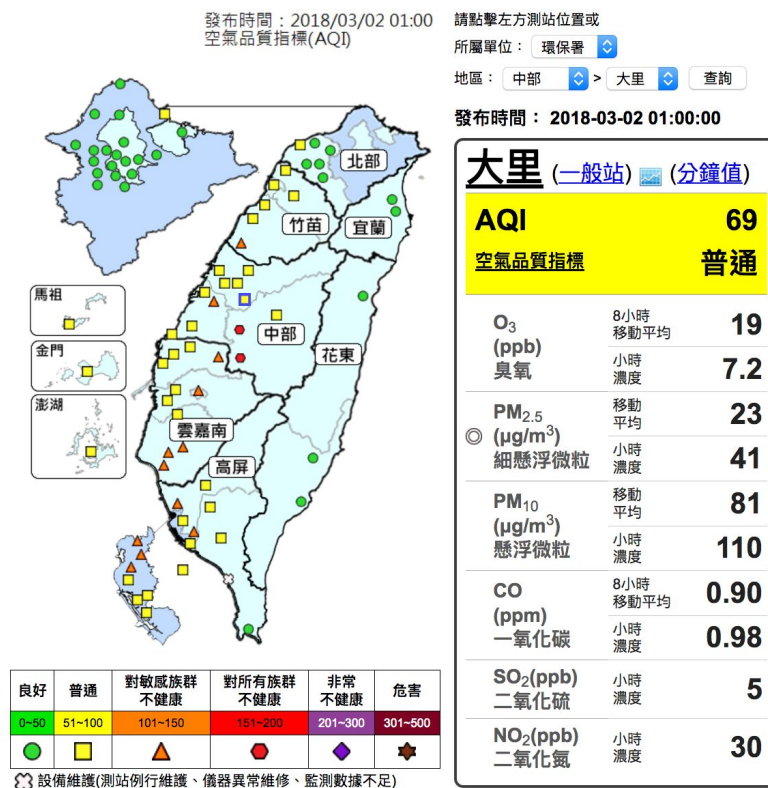 發布時間：2018/03/02 01:00
空氣品質指標(AQI)
北部
竹苗
宜蘭
馬祖
中部
金門
花東
澎湖
雲嘉南
高屏
良好
普通
對敏感族群
不健康
對所有族群
不健康
非常
不健康
危害
0~50
51~100
101~150
151~200
201~300
301~500
設備維護(測站例行維護、儀器異常維修、監測數據不足)
請點擊左方測站位置或
所屬單位： 環保署
地區： 中部 > 大里 查詢
發布時間： 2018-03-02 01:00:00
大里 (一般站) (分鐘值)
AQI 69
空氣品質指標 普通
O3
(ppb)
臭氧
8小時
移動平均
19
小時
濃度
7.2
PM2.5
(μg/m3)
細懸浮微粒
移動
平均
23
小時
濃度
41
PM10
(μg/m3)
懸浮微粒
移動
平均
81
小時
濃度
110
CO
(ppm)
一氧化碳
8小時
移動平均
0.90
小時
濃度
0.98
SO2(ppb)
二氧化硫
小時
濃度
5
NO2(ppb)
二氧化氮
小時
濃度
30